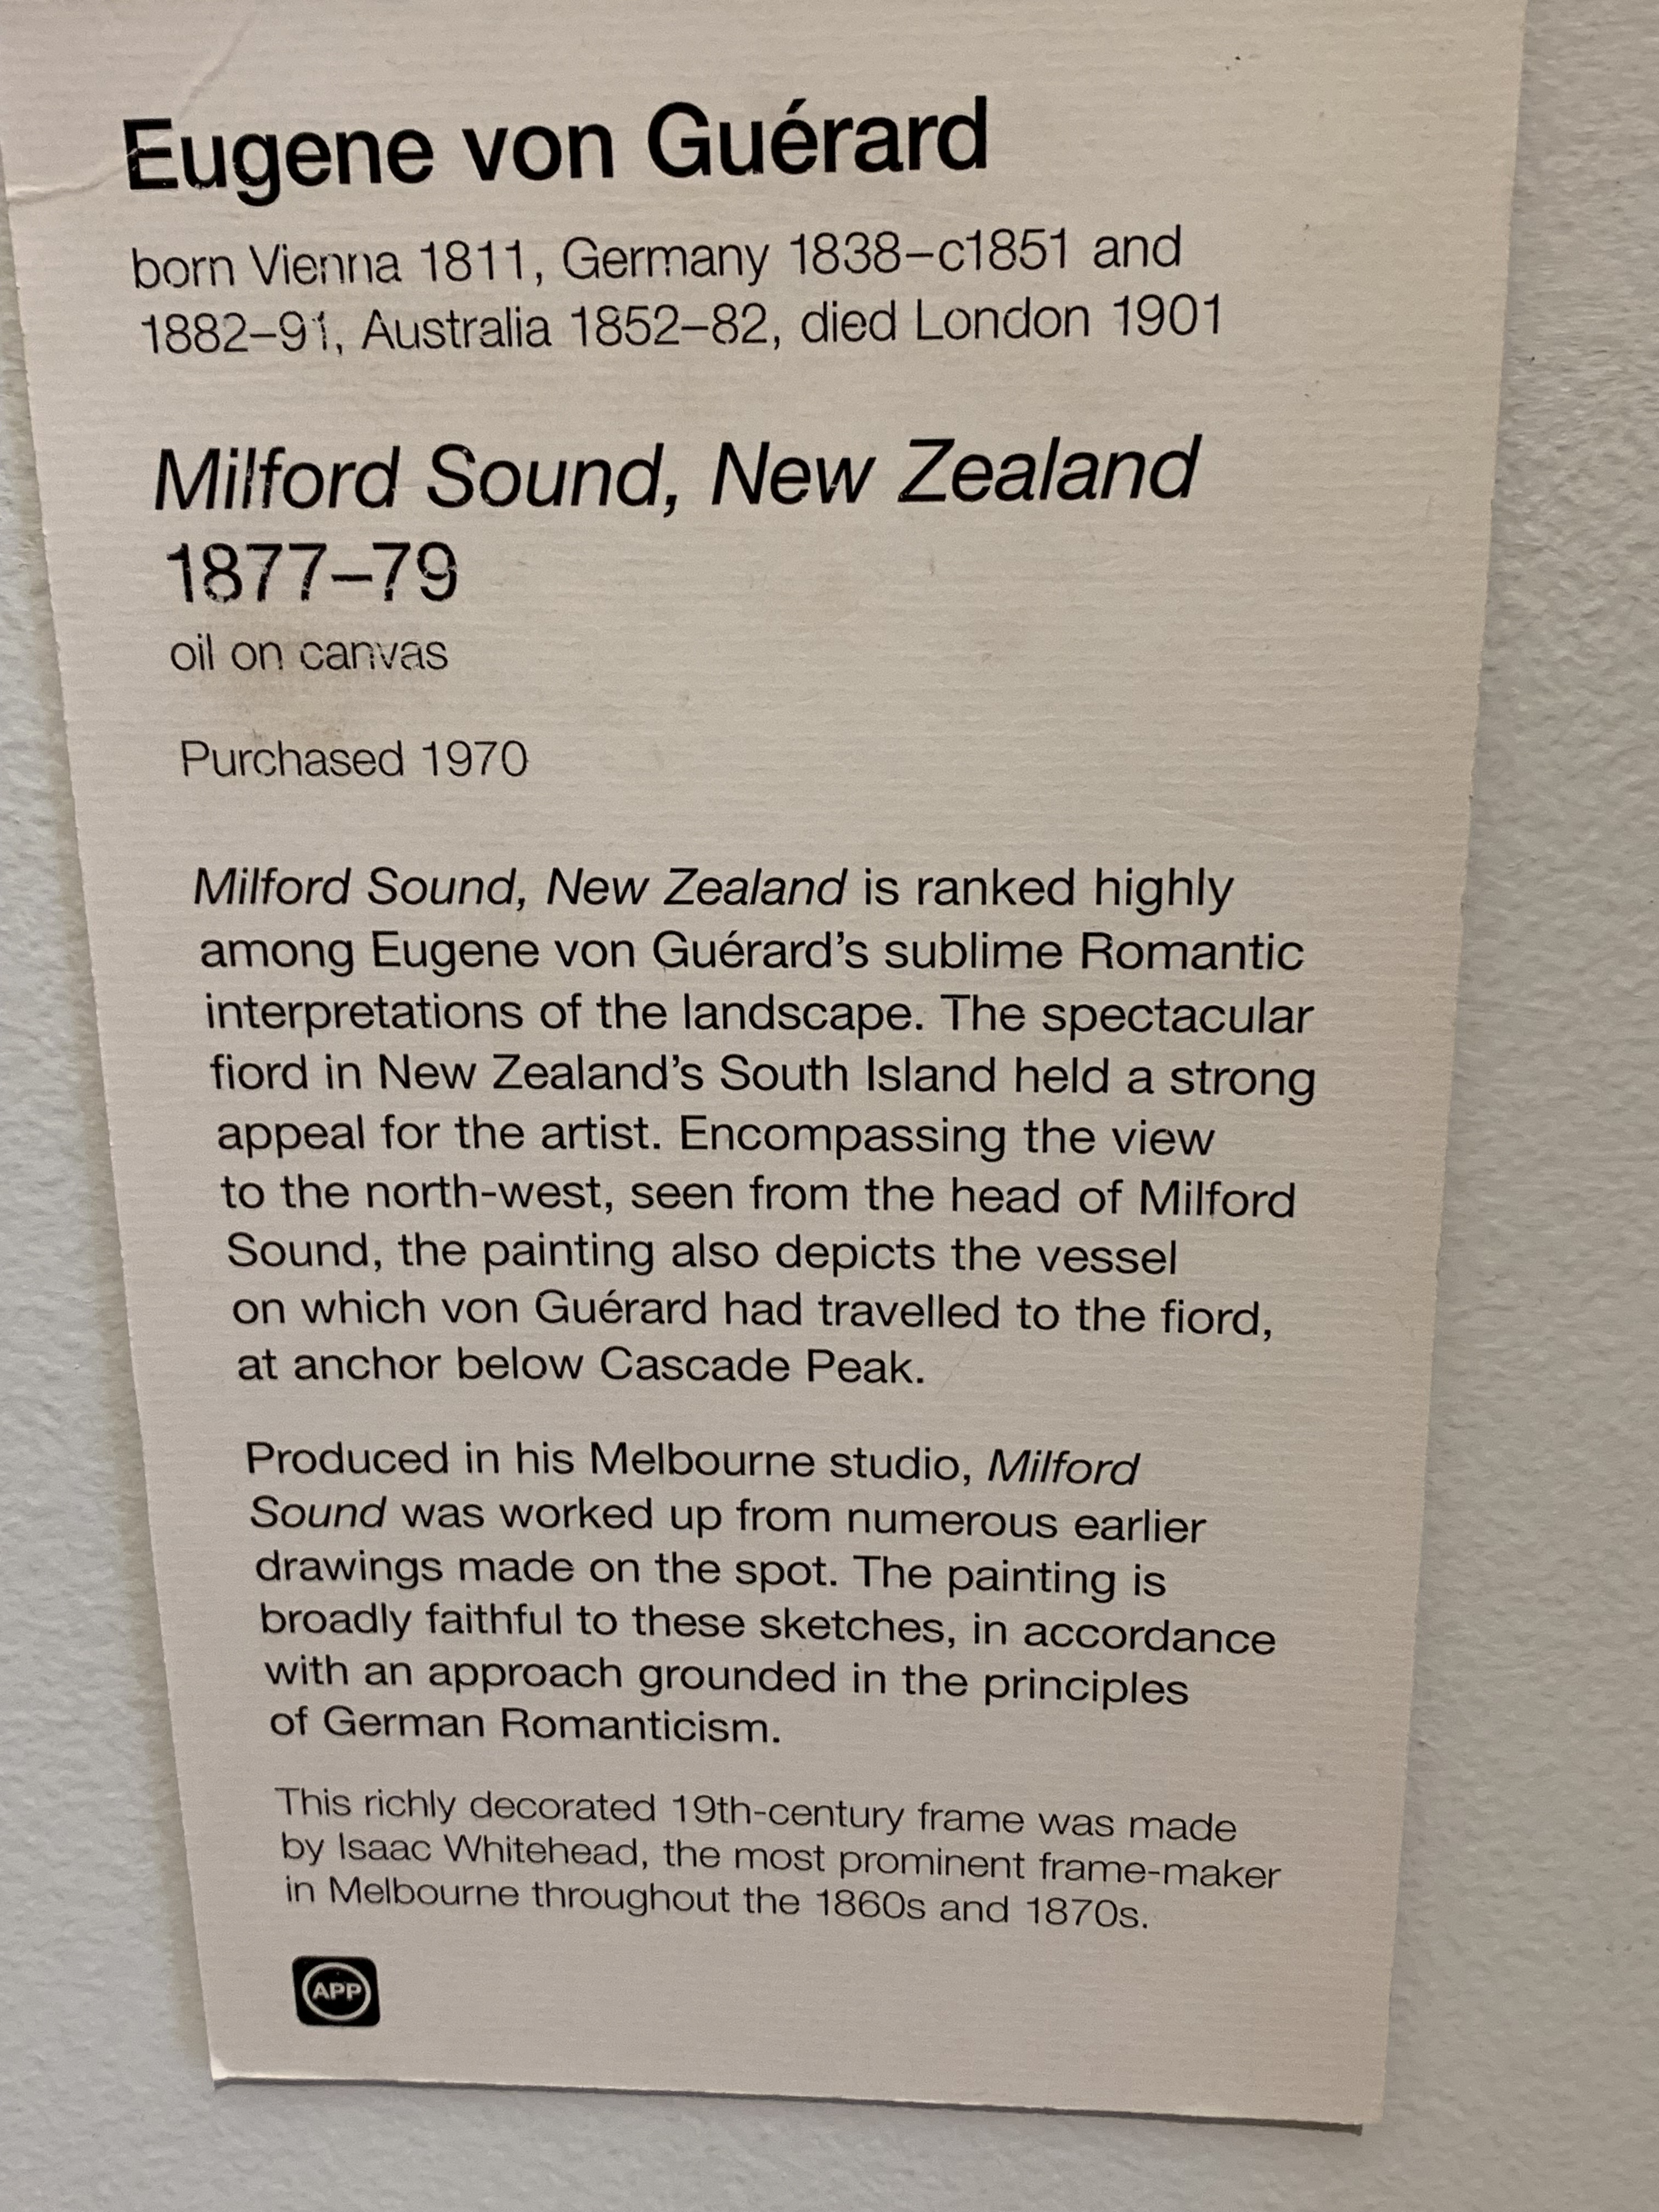 Eugene von Guérard
born Vienna 1811, Germany 1838–c1851 and
1882–91, Australia 1852–82, died London 1901
Milford Sound, New Zealand
1877–79
oil on canvas
Purchased 1970
Milford Sound, New Zealand is ranked highly
among Eugene von Guérard’s sublime Romantic
interpretations of the landscape. The spectacular
fiord in New Zealand’s South Island held a strong
appeal for the artist. Encompassing the view
to the north-west, seen from the head of Milford
Sound, the painting also depicts the vessel
on which von Guérard had travelled to the fiord,
at anchor below Cascade Peak.
Produced in his Melbourne studio, Milford
Sound was worked up from numerous earlier
drawings made on the spot. The painting is
broadly faithful to these sketches, in accordance
with an approach grounded in the principles
of German Romanticism.
This richly decorated 19th-century frame was made
by Isaac Whitehead, the most prominent frame-maker
in Melbourne throughout the 1860s and 1870s.
APP